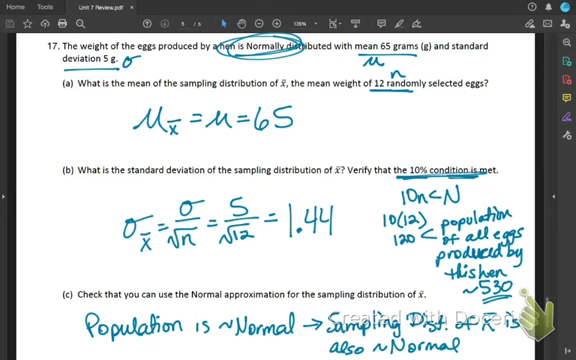 Unit 7 Review.pdf
5 / 5
139%
17. The weight of the eggs produced by a hen is Normally distributed with mean 65 grams (g) and standard
deviation 5 g. σ
μ
n
(a) What is the mean of the sampling distribution of x̄, the mean weight of 12 randomly selected eggs?
μx̄ = μ = 65
(b) What is the standard deviation of the sampling distribution of x̄? Verify that the 10% condition is met.
10n < N
σx̄ = σ/√n = 5/√12 = 1.44
10(12)
120 < population
of all eggs
produced by
this hen
~530
(c) Check that you can use the Normal approximation for the sampling distribution of x̄.
Created with Doceri
Population is ~Normal → Sampling Dist. of x̄ is
also ~Normal